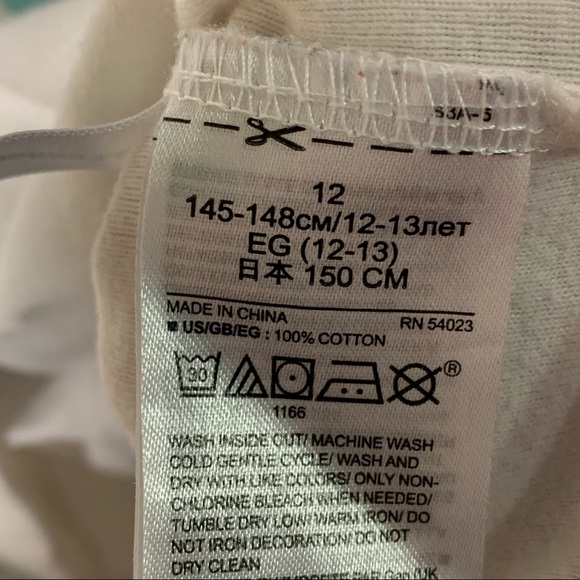 S3A-5
12
145-148см/12-13лет
EG (12-13)
日本 150 CM
MADE IN CHINA RN 54023
US/GB/EG : 100% COTTON
30
®
1166
WASH INSIDE OUT/ MACHINE WASH
COLD GENTLE CYCLE/ WASH AND
DRY WITH LIKE COLORS/ ONLY NON-
CHLORINE BLEACH WHEN NEEDED/
TUMBLE DRY LOW/ WARM IRON/ DO
NOT IRON DECORATION/ DO NOT
DRY CLEAN